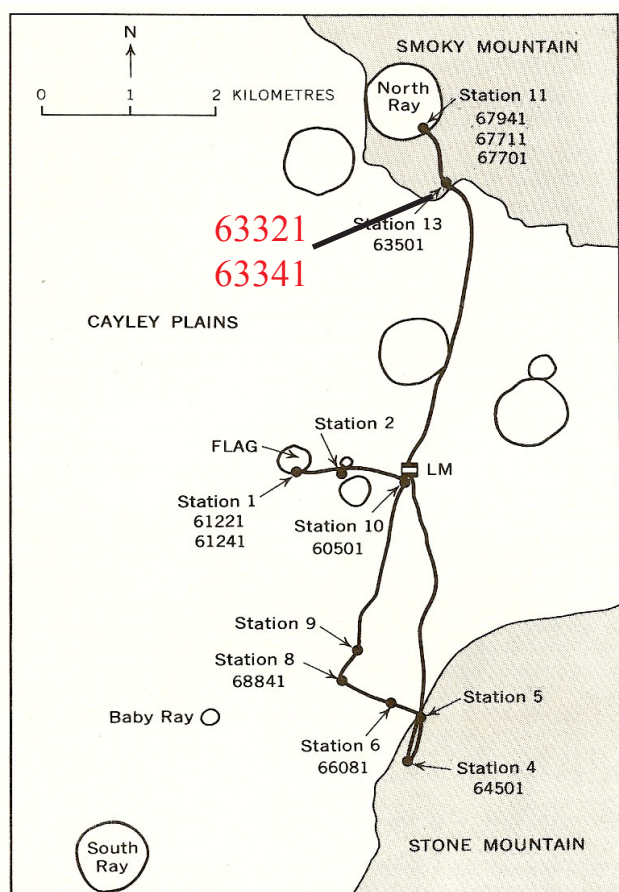 N
SMOKY MOUNTAIN
0 1 2 KILOMETRES
North
Ray
Station 11
67941
67711
67701
Station 13
63501
63321
63341
CAYLEY PLAINS
Station 2
FLAG
LM
Station 1
61221
61241
Station 10
60501
Station 9
Station 8
68841
Station 5
Baby Ray
Station 6
66081
Station 4
64501
South
Ray
STONE MOUNTAIN